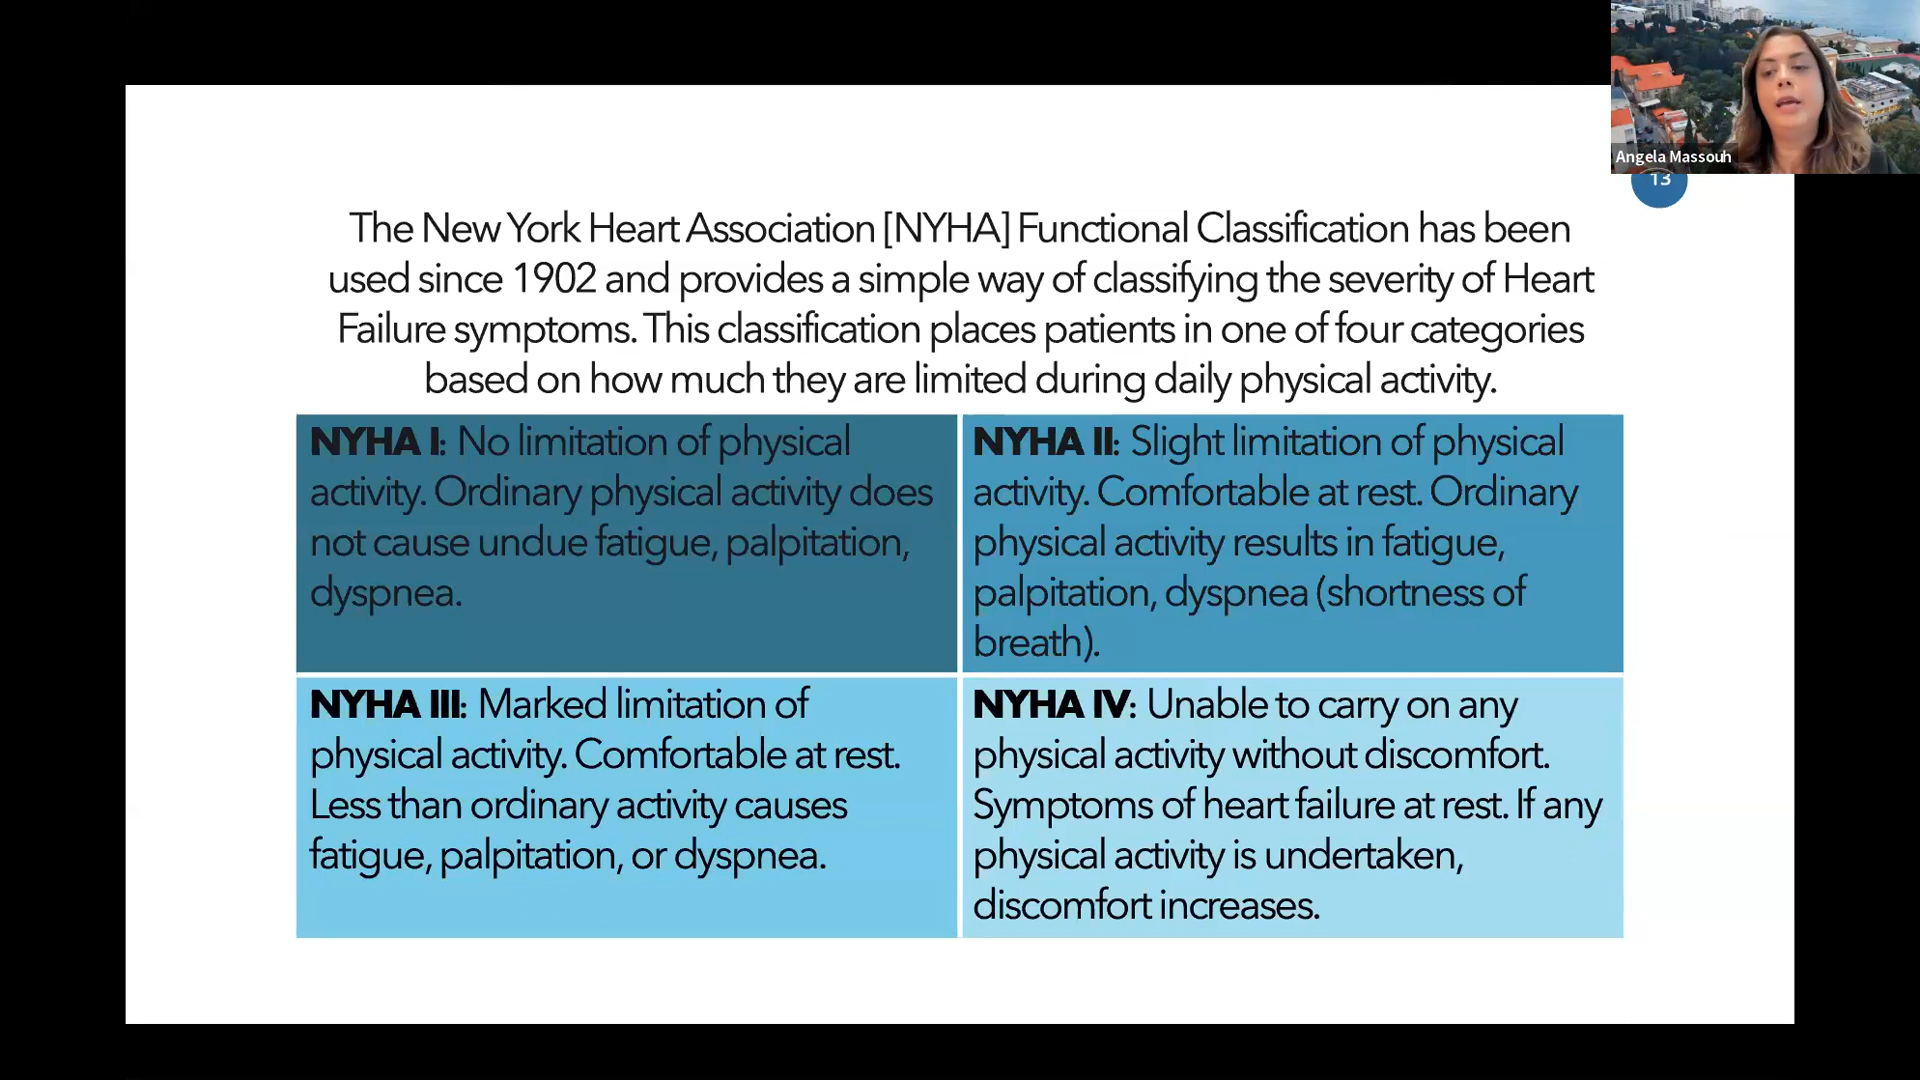 Angela Massouh
13
The New York Heart Association [NYHA] Functional Classification has been
used since 1902 and provides a simple way of classifying the severity of Heart
Failure symptoms. This classification places patients in one of four categories
based on how much they are limited during daily physical activity.
NYHA I: No limitation of physical
activity. Ordinary physical activity does
not cause undue fatigue, palpitation,
dyspnea.
NYHA II: Slight limitation of physical
activity. Comfortable at rest. Ordinary
physical activity results in fatigue,
palpitation, dyspnea (shortness of
breath).
NYHA III: Marked limitation of
physical activity. Comfortable at rest.
Less than ordinary activity causes
fatigue, palpitation, or dyspnea.
NYHA IV: Unable to carry on any
physical activity without discomfort.
Symptoms of heart failure at rest. If any
physical activity is undertaken,
discomfort increases.